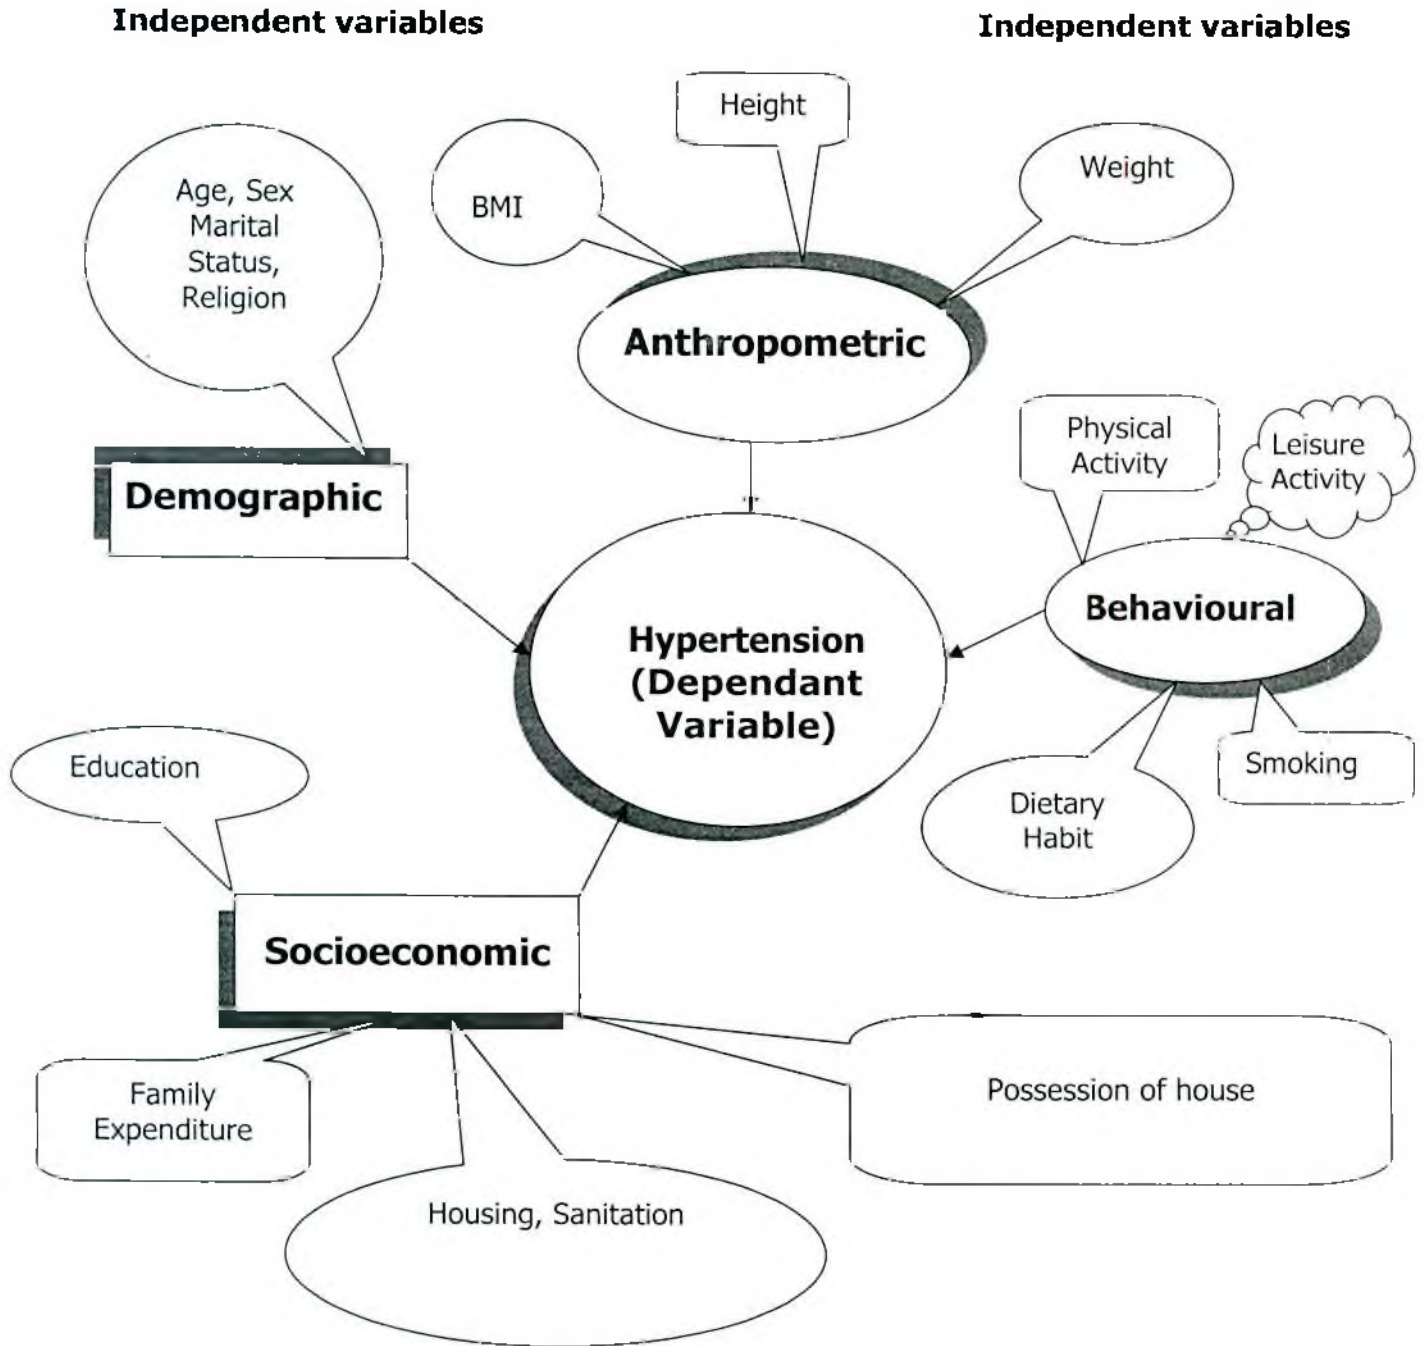 Independent variables
Independent variables
Height
Weight
BMI
Age, Sex
Marital
Status,
Religion
Anthropometric
Physical
Activity
Leisure
Activity
Demographic
Behavioural
Hypertension
(Dependant
Variable)
Education
Smoking
Dietary
Habit
Socioeconomic
Family
Expenditure
Possession of house
Housing, Sanitation